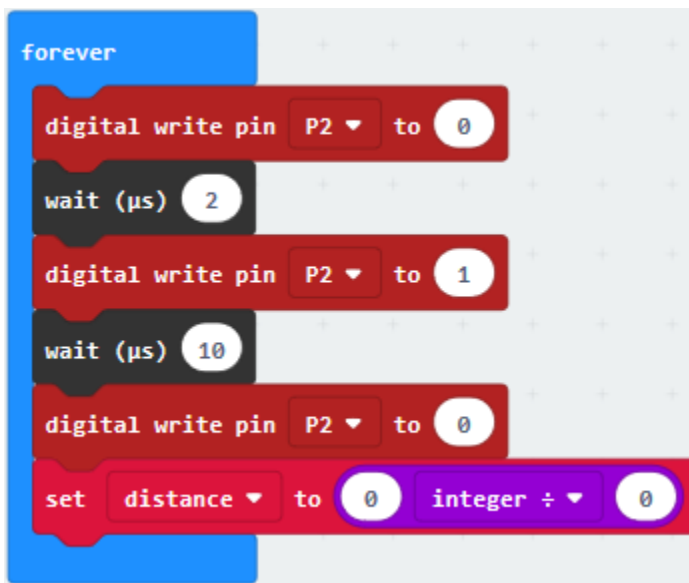 forever
digital write pin P2 to 0
wait (µs) 2
digital write pin P2 to 1
wait (µs) 10
digital write pin P2 to 0
set distance to 0 integer ÷ 0